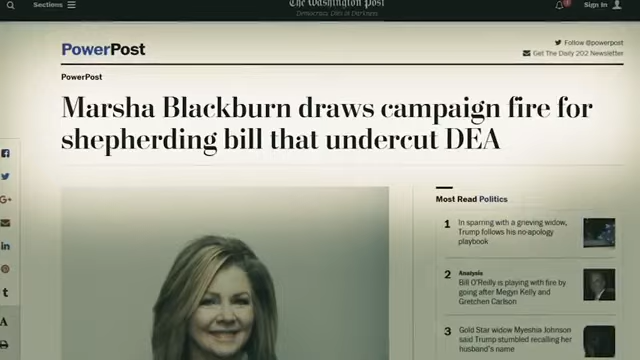 Sections
The Washington Post
Democracy Dies in Darkness
1
Sign In
PowerPost
Follow @powerpost
Get The Daily 202 Newsletter
PowerPost
Marsha Blackburn draws campaign fire for
shepherding bill that undercut DEA
Most Read Politics
1 In sparring with a grieving widow,
Trump follows his no-apology
playbook
2 Analysis
Bill O'Reilly is playing with fire by
going after Megyn Kelly and
Gretchen Carlson
3 Gold Star widow Myeshia Johnson
said Trump stumbled recalling her
husband's name
G+
in
t
A